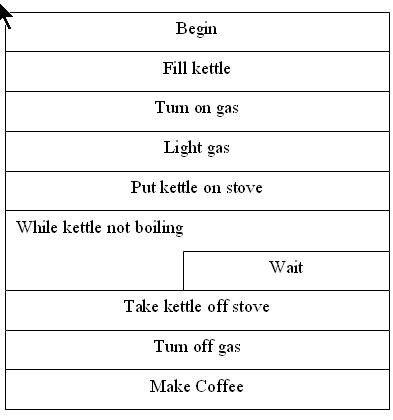 Begin
Fill kettle
Turn on gas
Light gas
Put kettle on stove
While kettle not boiling
Wait
Take kettle off stove
Turn off gas
Make Coffee